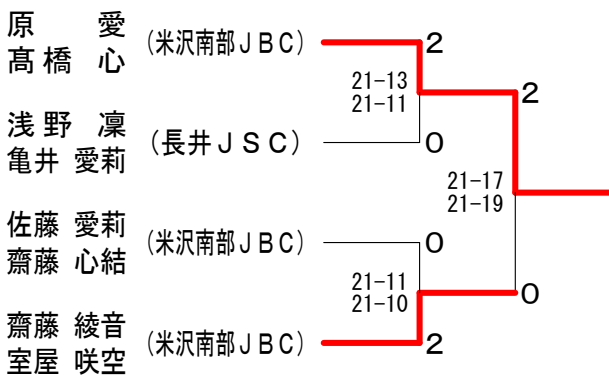 原 愛
髙橋 心
(米沢南部JBC)
2
21-13
21-11
2
浅野 凜
亀井 愛莉
(長井JSC)
0
21-17
21-19
佐藤 愛莉
齋藤 心結
(米沢南部JBC)
0
21-11
21-10
0
齋藤 綾音
室屋 咲空
(米沢南部JBC)
2